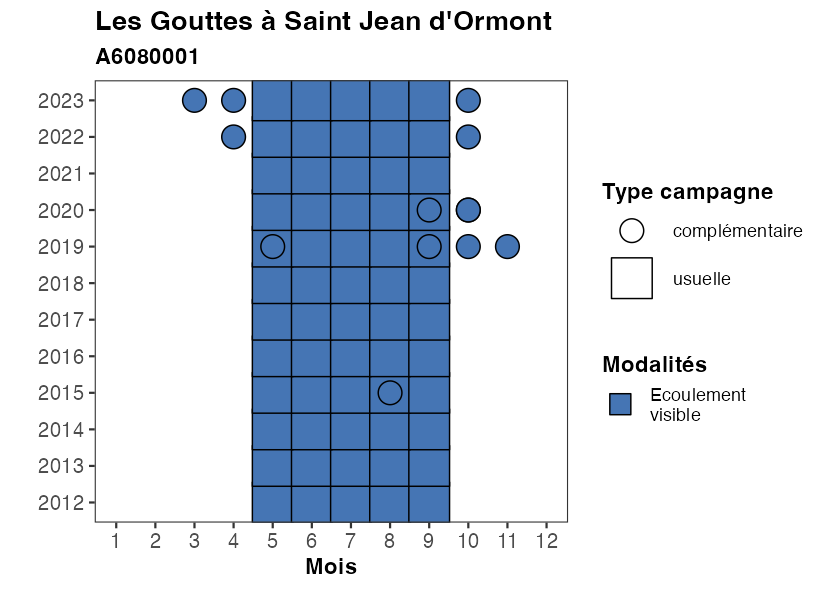 Les Gouttes à Saint Jean d'Ormont
A6080001
2023
2022
2021
2020
2019
2018
2017
2016
2015
2014
2013
2012
1 2 3 4 5 6 7 8 9 10 11 12
Mois
Type campagne
complémentaire
usuelle
Modalités
Ecoulement
visible